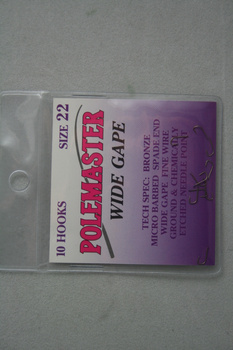 10 HOOKS SIZE 22
POLEMASTER
WIDE GAPE
TECH SPEC: BRONZE
MICRO BARBED SPADE END
WIDE GAPE FINE WIRE
GROUND & CHEMICALLY
ETCHED NEEDLE POINT